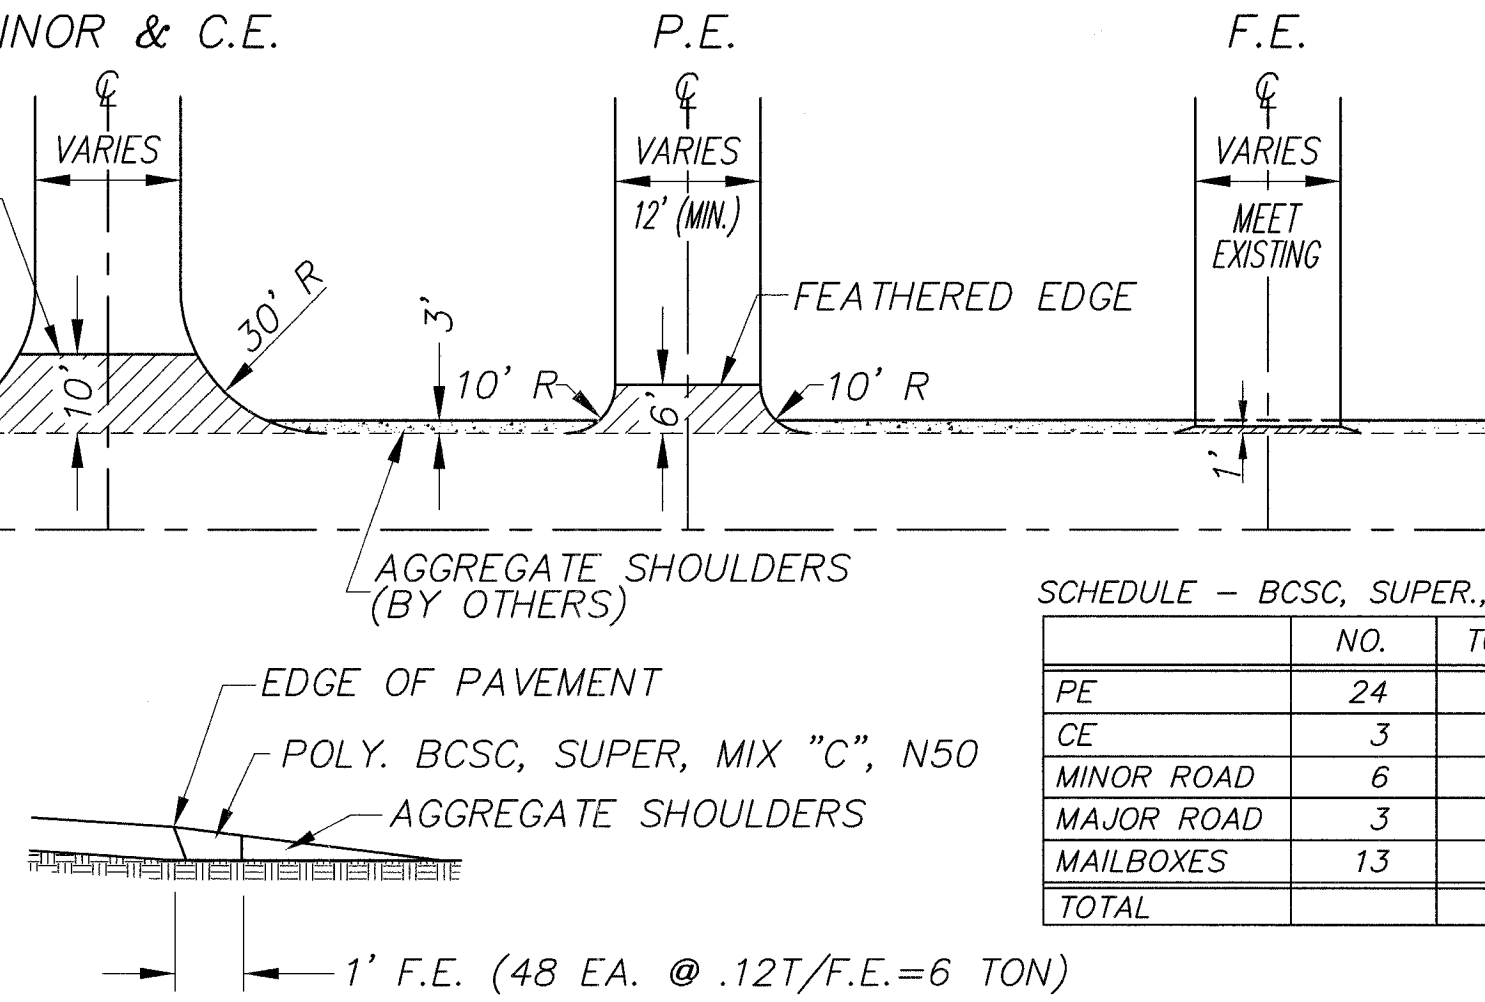 & C.E.
P.E.
F.E.
℄
℄
℄
VARIES
VARIES
12' (MIN.)
VARIES
MEET
EXISTING
30' R
3'
FEATHERED EDGE
10' R
10' R
10'
6'
1'
AGGREGATE SHOULDERS
(BY OTHERS)
SCHEDULE – BCSC, SUPER.,
NO.
PE 24
CE 3
MINOR ROAD 6
MAJOR ROAD 3
MAILBOXES 13
TOTAL
EDGE OF PAVEMENT
POLY. BCSC, SUPER, MIX "C", N50
AGGREGATE SHOULDERS
1' F.E. (48 EA. @ .12T/F.E.=6 TON)